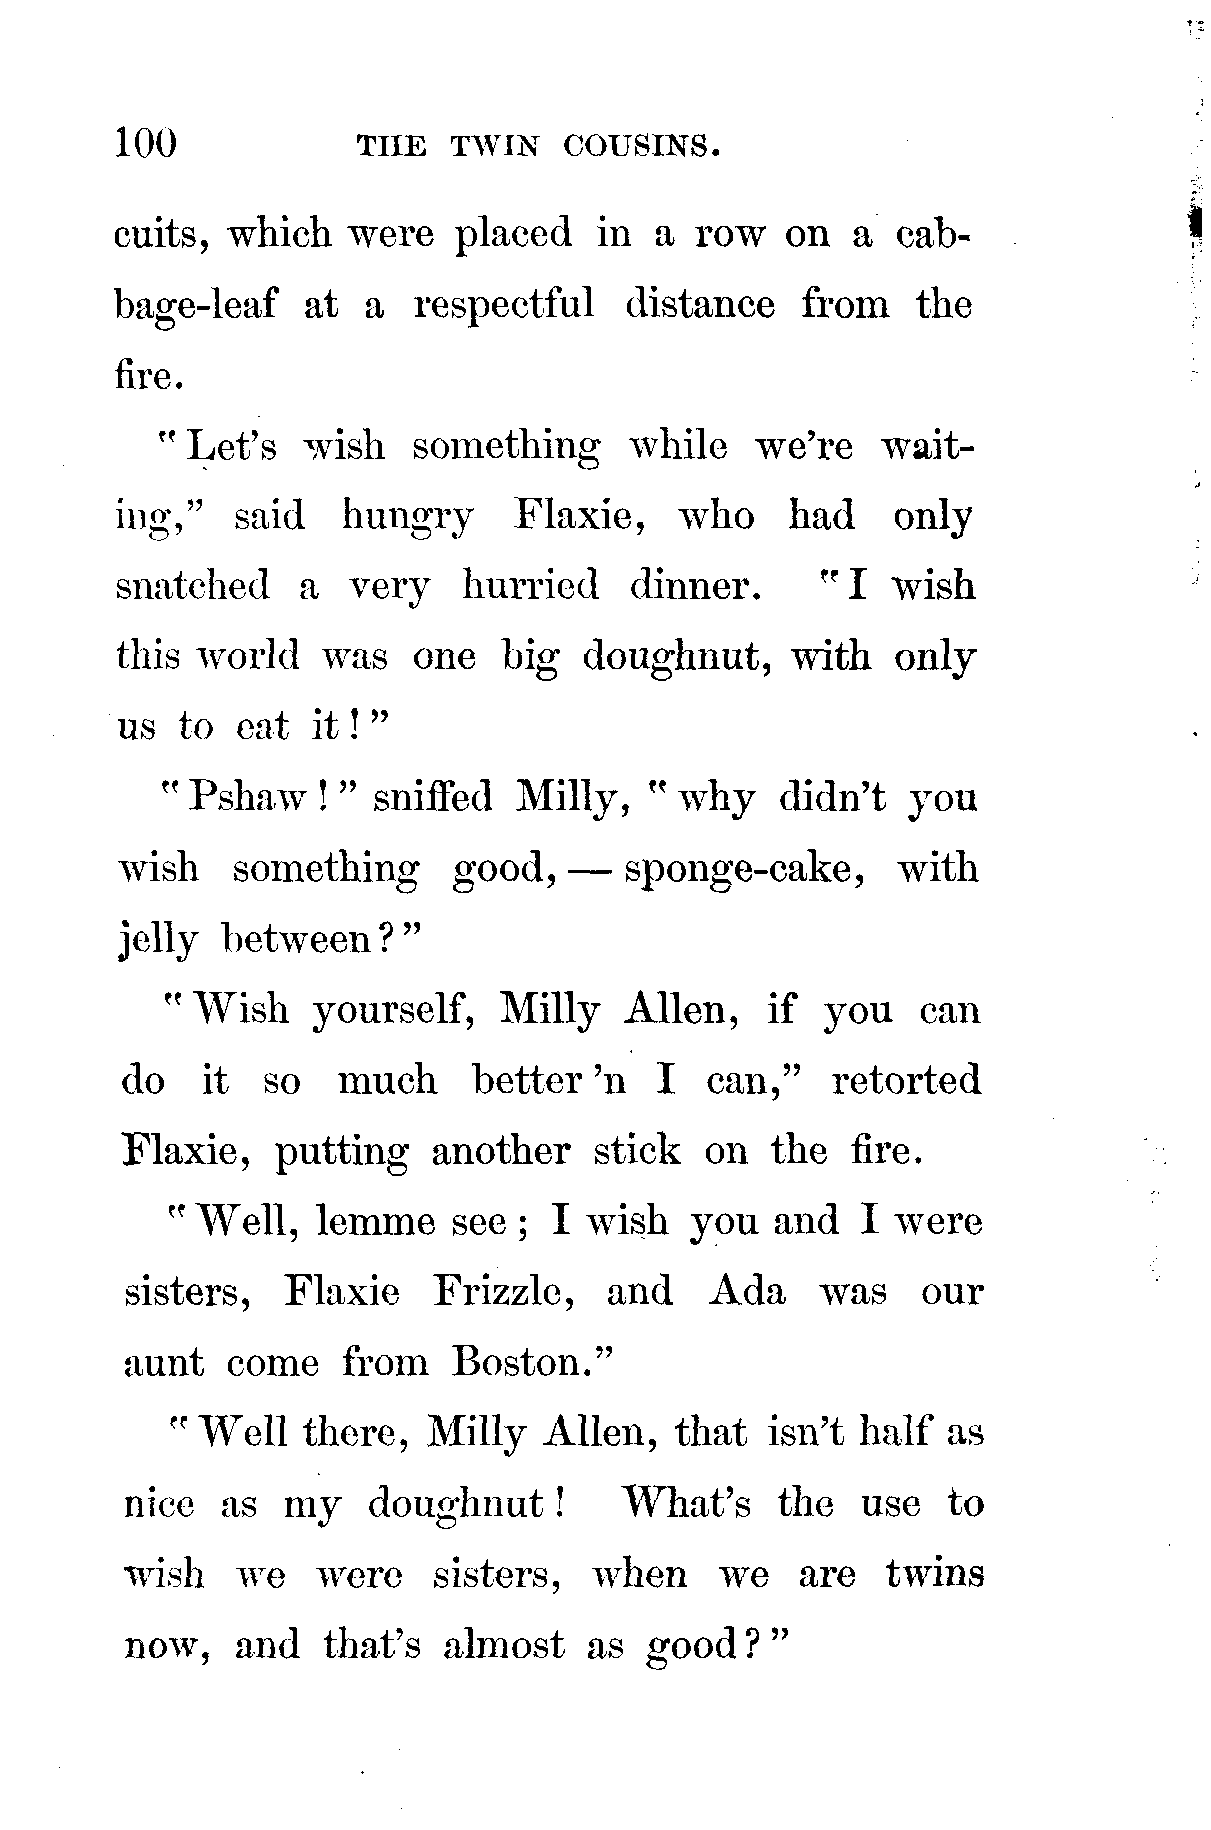 100 THE TWIN COUSINS.
cuits, which were placed in a row on a cab-
bage-leaf at a respectful distance from the
fire.
"Let's wish something while we're wait-
ing," said hungry Flaxie, who had only
snatched a very hurried dinner. "I wish
this world was one big doughnut, with only
us to eat it!"
"Pshaw!" sniffed Milly, "why didn't you
wish something good, — sponge-cake, with
jelly between?"
"Wish yourself, Milly Allen, if you can
do it so much better 'n I can," retorted
Flaxie, putting another stick on the fire.
"Well, lemme see; I wish you and I were
sisters, Flaxie Frizzle, and Ada was our
aunt come from Boston."
"Well there, Milly Allen, that isn't half as
nice as my doughnut! What's the use to
wish we were sisters, when we are twins
now, and that's almost as good?"